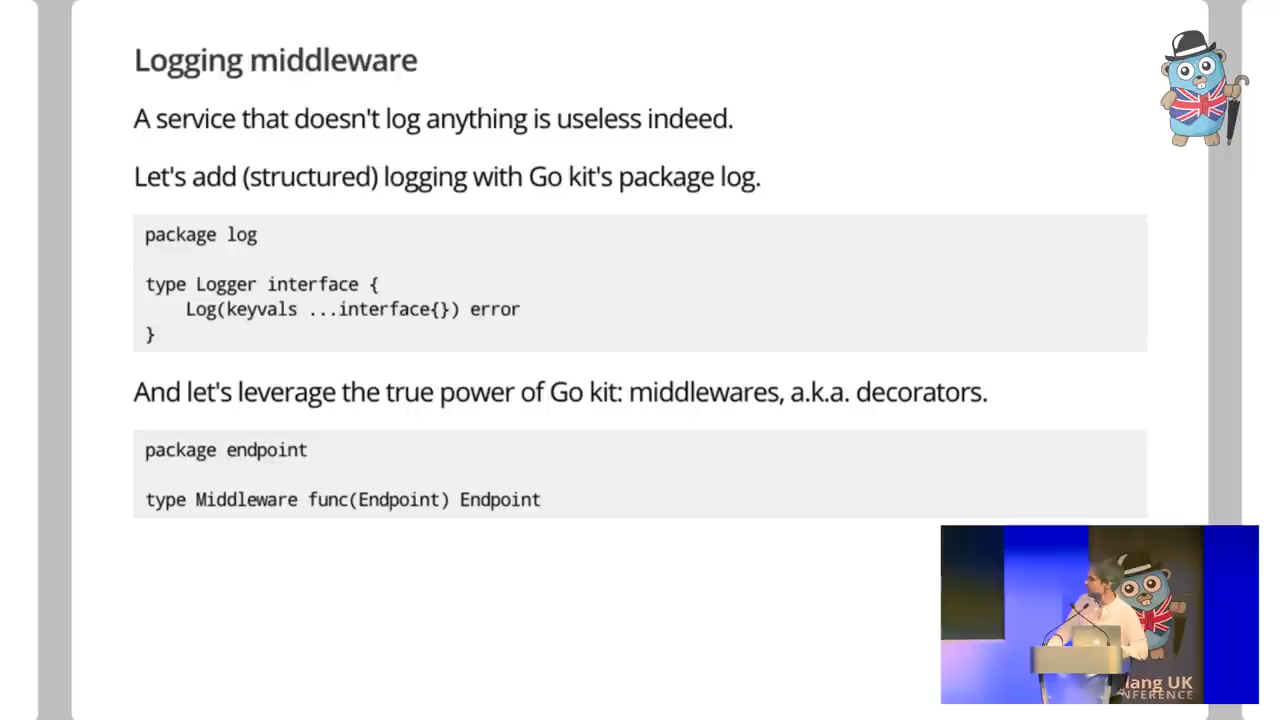 Logging middleware
A service that doesn't log anything is useless indeed.
Let's add (structured) logging with Go kit's package log.
package log
type Logger interface {
Log(keyvals ...interface{}) error
}
And let's leverage the true power of Go kit: middlewares, a.k.a. decorators.
package endpoint
type Middleware func(Endpoint) Endpoint
lang UK
NFERENCE